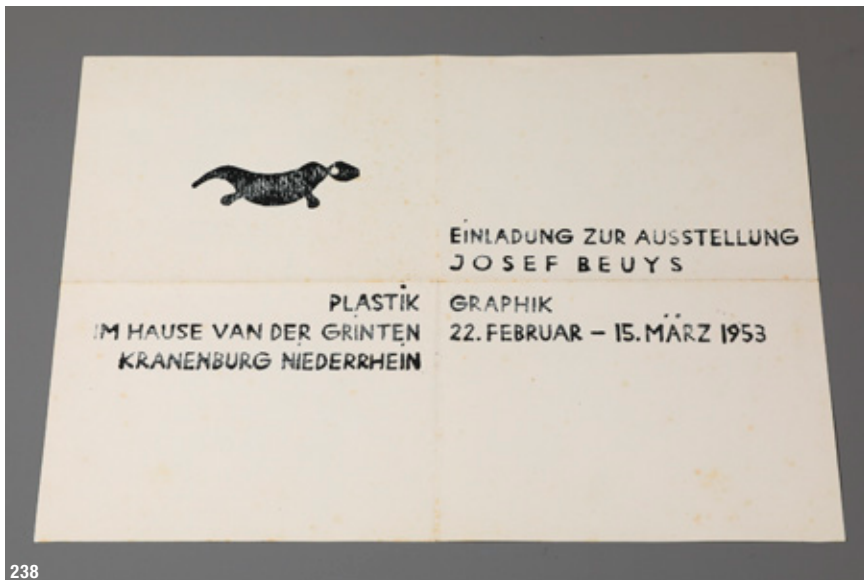 EINLADUNG ZUR AUSSTELLUNG
JOSEF BEUYS
PLASTIK GRAPHIK
IM HAUSE VAN DER GRINTEN 22. FEBRUAR – 15. MÄRZ 1953
KRANENBURG NIEDERRHEIN
238